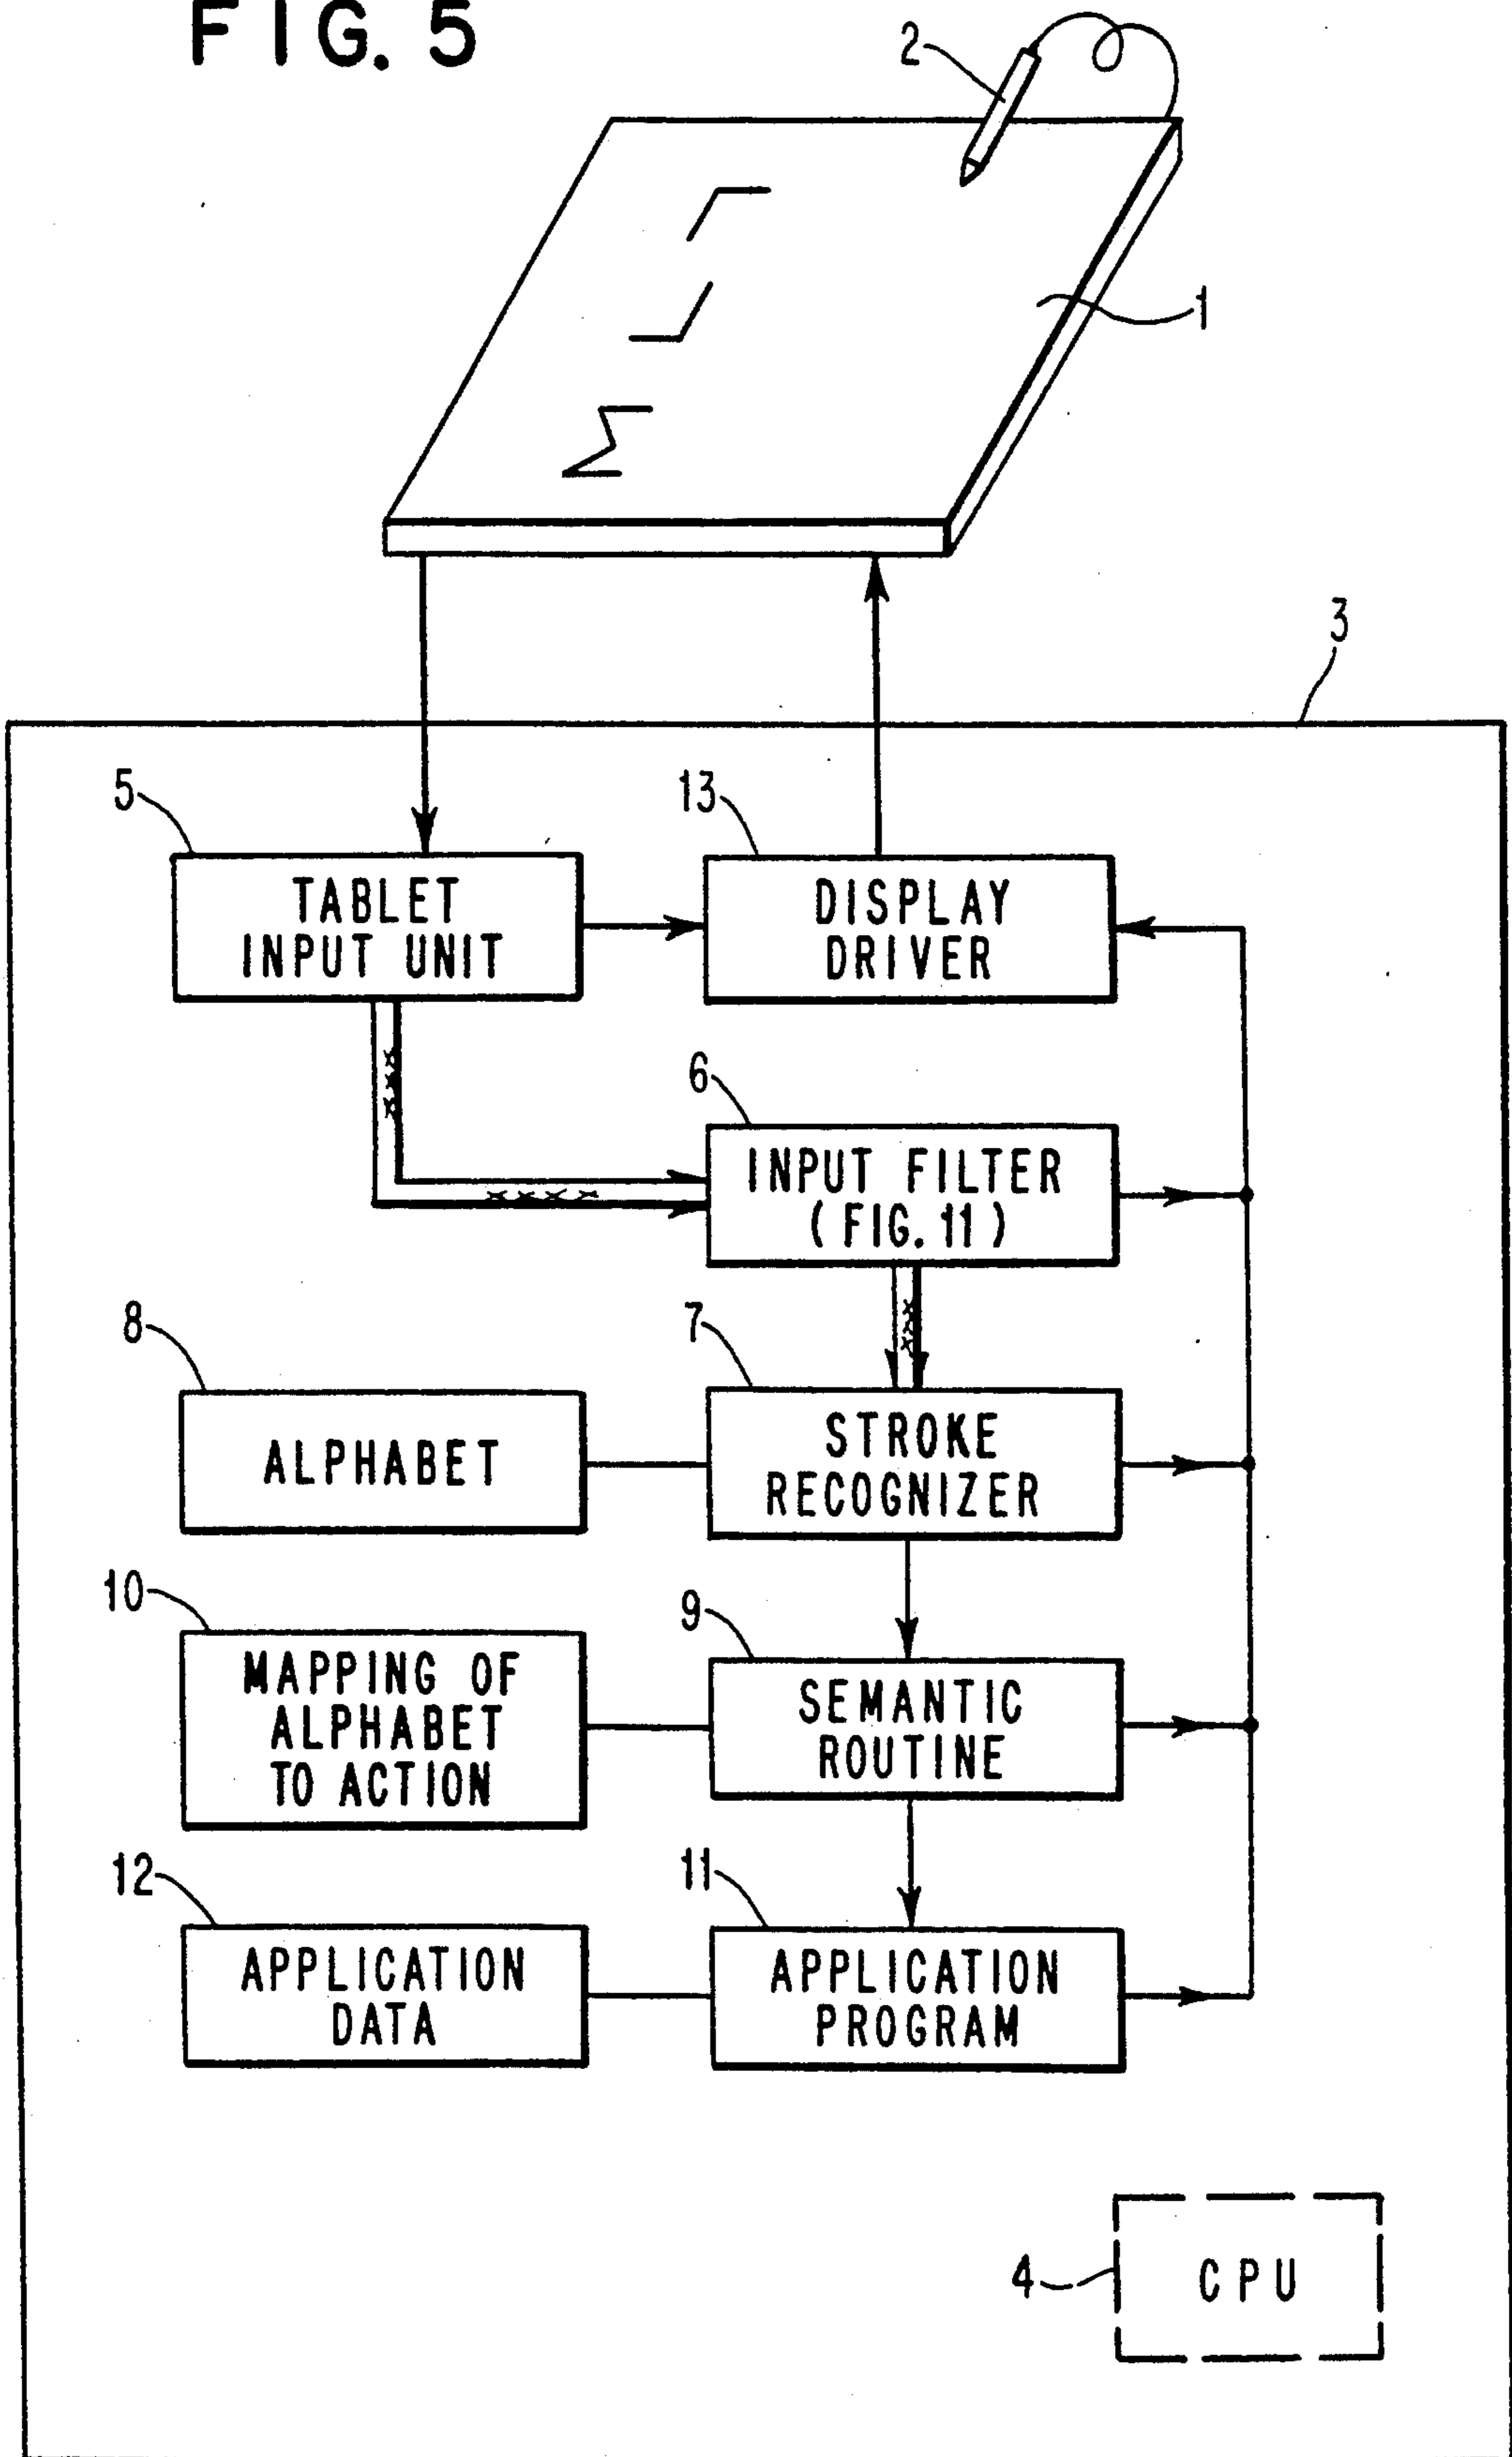 FIG. 5
2
1
3
5
TABLET
INPUT UNIT
13
DISPLAY
DRIVER
6
INPUT FILTER
(FIG. 11)
8
ALPHABET
7
STROKE
RECOGNIZER
10
MAPPING OF
ALPHABET
TO ACTION
9
SEMANTIC
ROUTINE
12
APPLICATION
DATA
11
APPLICATION
PROGRAM
4
CPU